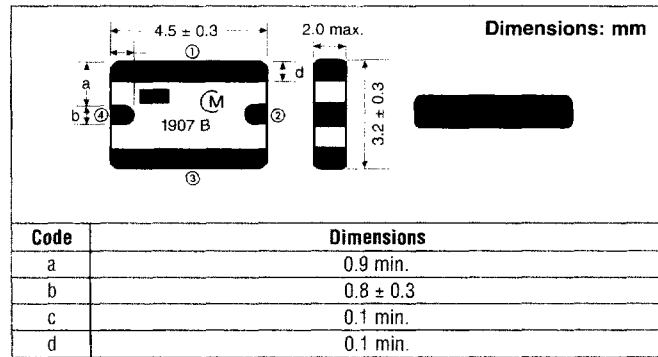 Dimensions: mm
4.5 ± 0.3
2.0 max.
①
a
d
b
④
M
②
1907 B
3.2 ± 0.3
③
Code Dimensions
a 0.9 min.
b 0.8 ± 0.3
c 0.1 min.
d 0.1 min.